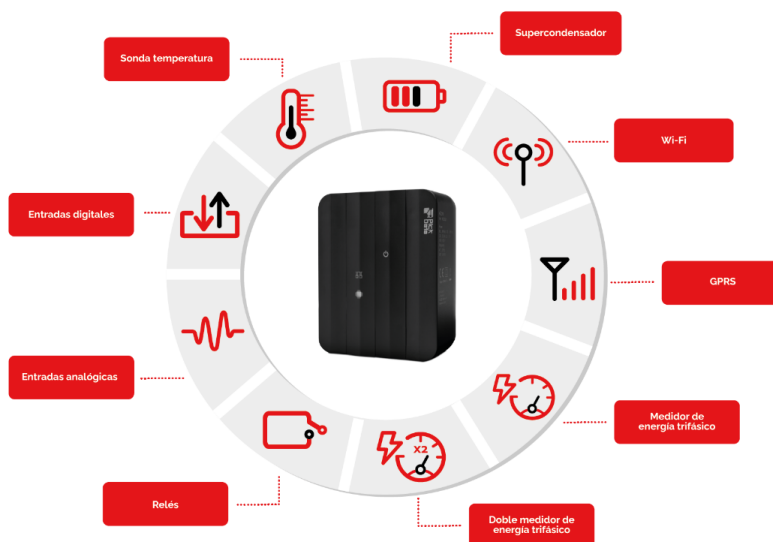 Supercondensador
Sonda temperatura
Wi-Fi
Entradas digitales
GPRS
Entradas analógicas
Medidor de
energía trifásico
X2
Relés
Doble medidor de
energía trifásico